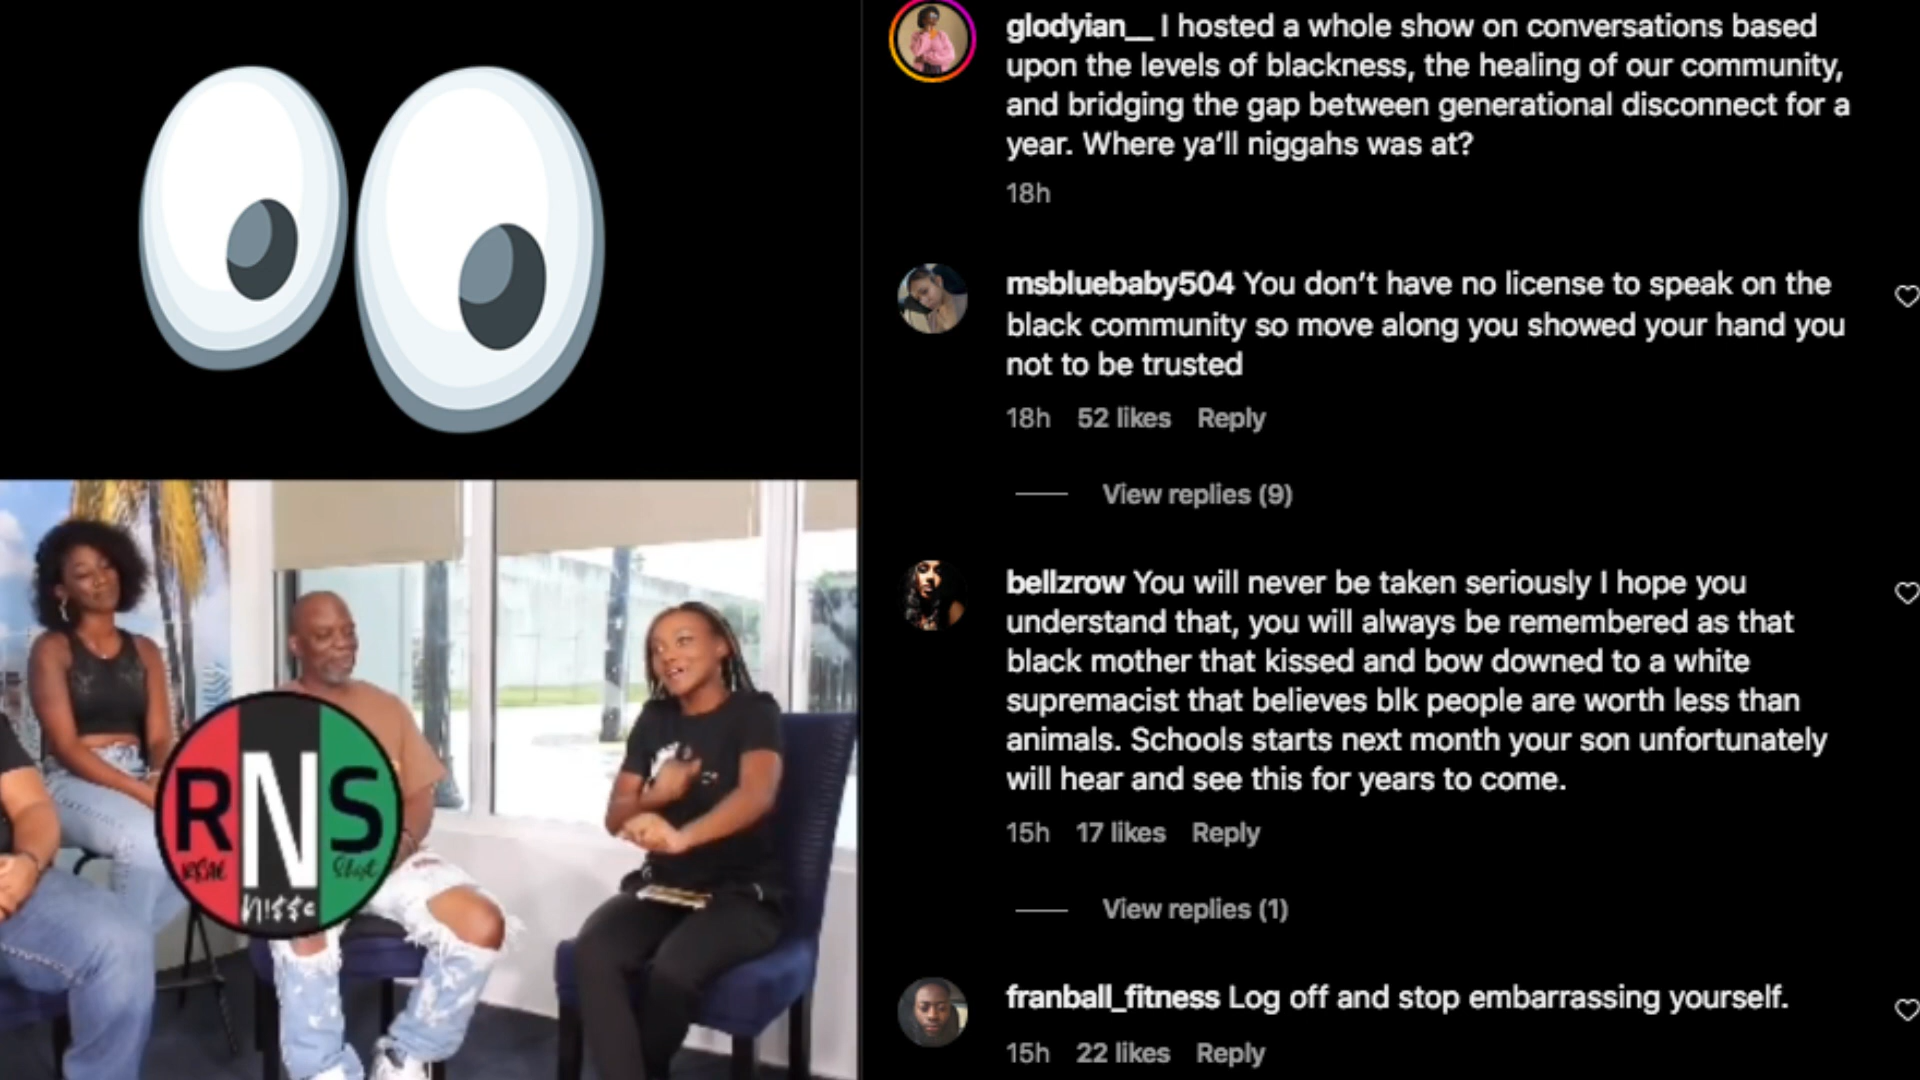 glodyian__ I hosted a whole show on conversations based
upon the levels of blackness, the healing of our community,
and bridging the gap between generational disconnect for a
year. Where ya’ll niggahs was at?
18h
msbluebaby504 You don’t have no license to speak on the
black community so move along you showed your hand you
not to be trusted
18h 52 likes Reply
View replies (9)
bellzrow You will never be taken seriously I hope you
understand that, you will always be remembered as that
black mother that kissed and bow downed to a white
supremacist that believes blk people are worth less than
animals. Schools starts next month your son unfortunately
will hear and see this for years to come.
15h 17 likes Reply
View replies (1)
franball_fitness Log off and stop embarrassing yourself.
15h 22 likes Reply
RNS